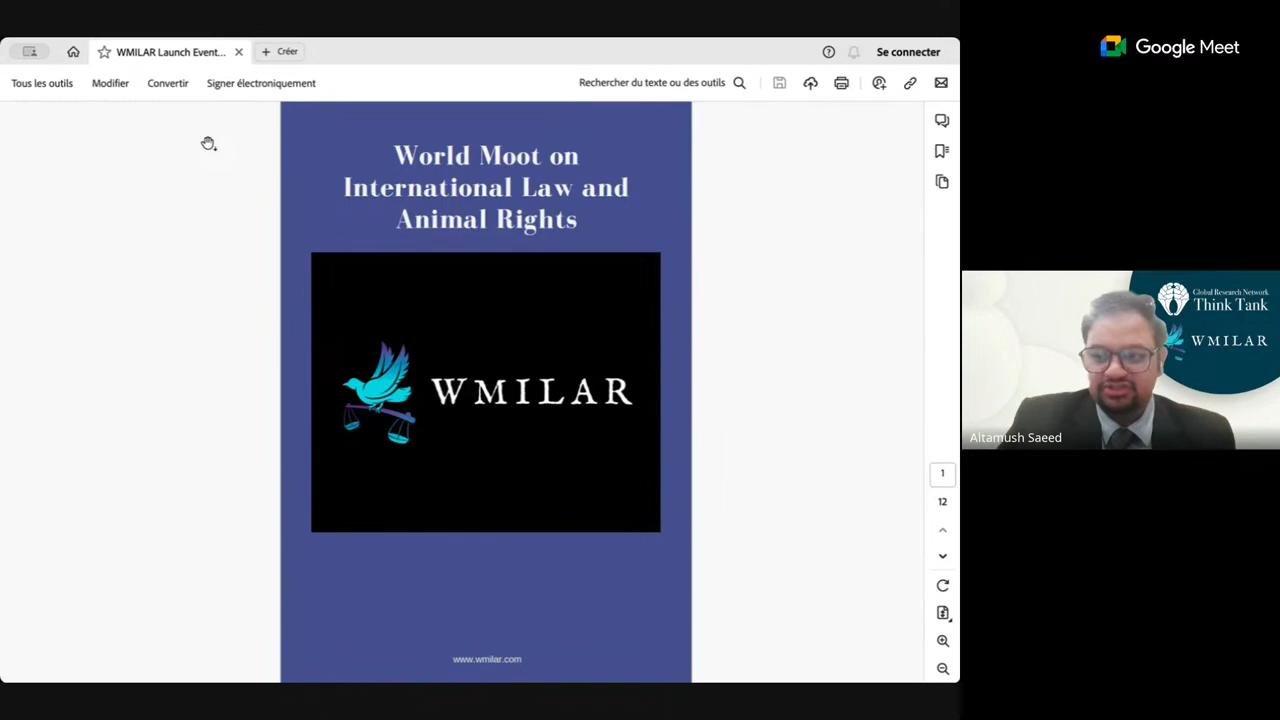 WMILAR Launch Event...
Créer
Se connecter
Tous les outils
Modifier
Convertir
Signer électroniquement
Rechercher du texte ou des outils
World Moot on
International Law and
Animal Rights
WMILAR
www.wmilar.com
1
12
Google Meet
Global Research Network
Think Tank
WMILAR
Altamush Saeed